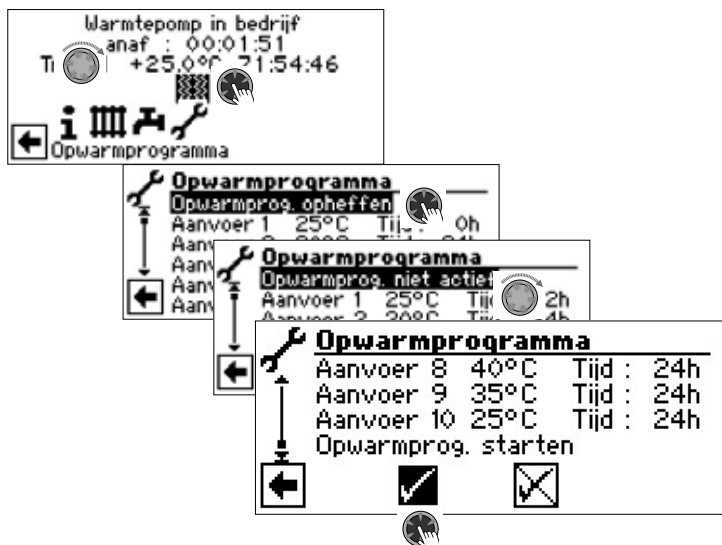 Warmtepomp in bedrijf
: 00:01:51
+25.0°C 71:54:46
Opwarmprogramma
Opwarmprogramma
Opwarmprog. opheffen
Aanvoer 1 25°C Tijd : 0h
Opwarmprogramma
Opwarmprog. niet actief
Aanvoer 1 25°C 2h
Opwarmprogramma
Aanvoer 8 40°C Tijd : 24h
Aanvoer 9 35°C Tijd : 24h
Aanvoer 10 25°C Tijd : 24h
Opwarmprog. starten